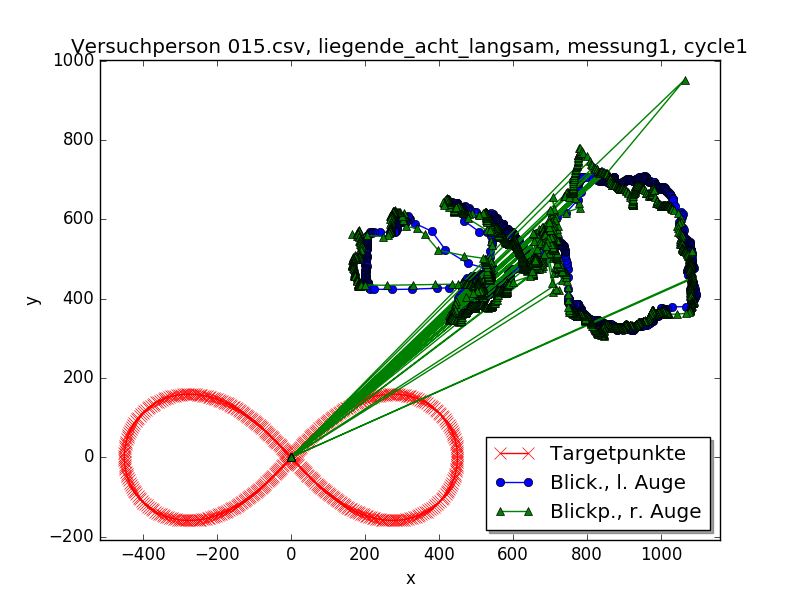 Versuchperson 015.csv, liegende_acht_langsam, messung1, cycle1
1000
800
600
400
200
0
−200
y
−400
−200
0
200
400
600
800
1000
x
Targetpunkte
Blick., l. Auge
Blickp., r. Auge